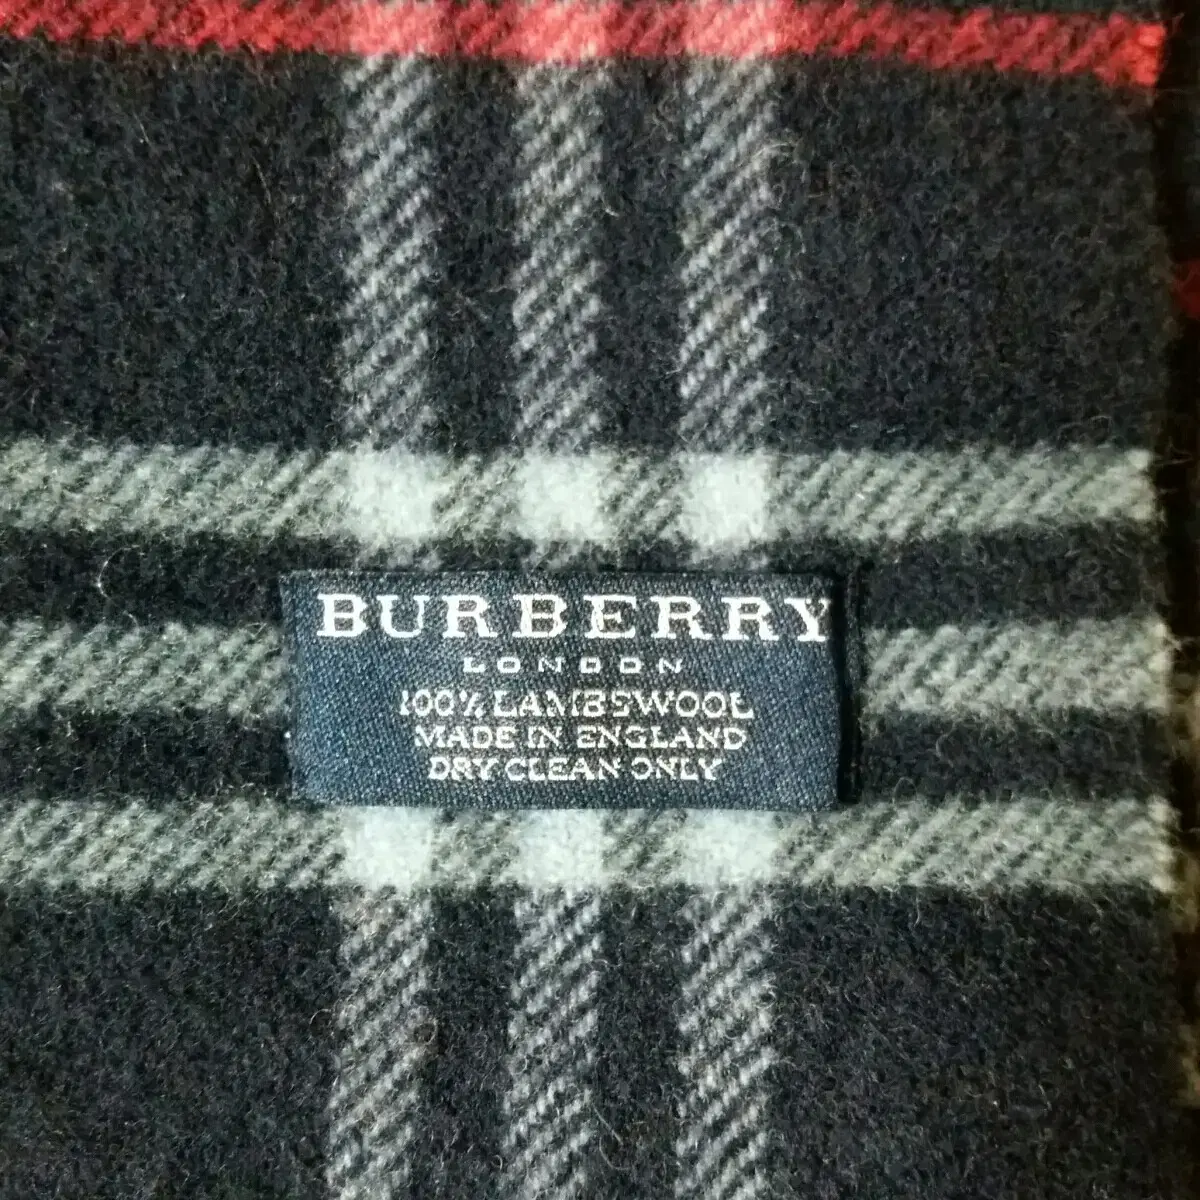 BURBERRY
LONDON
100% LAMBSWOOL
MADE IN ENGLAND
DRY CLEAN ONLY